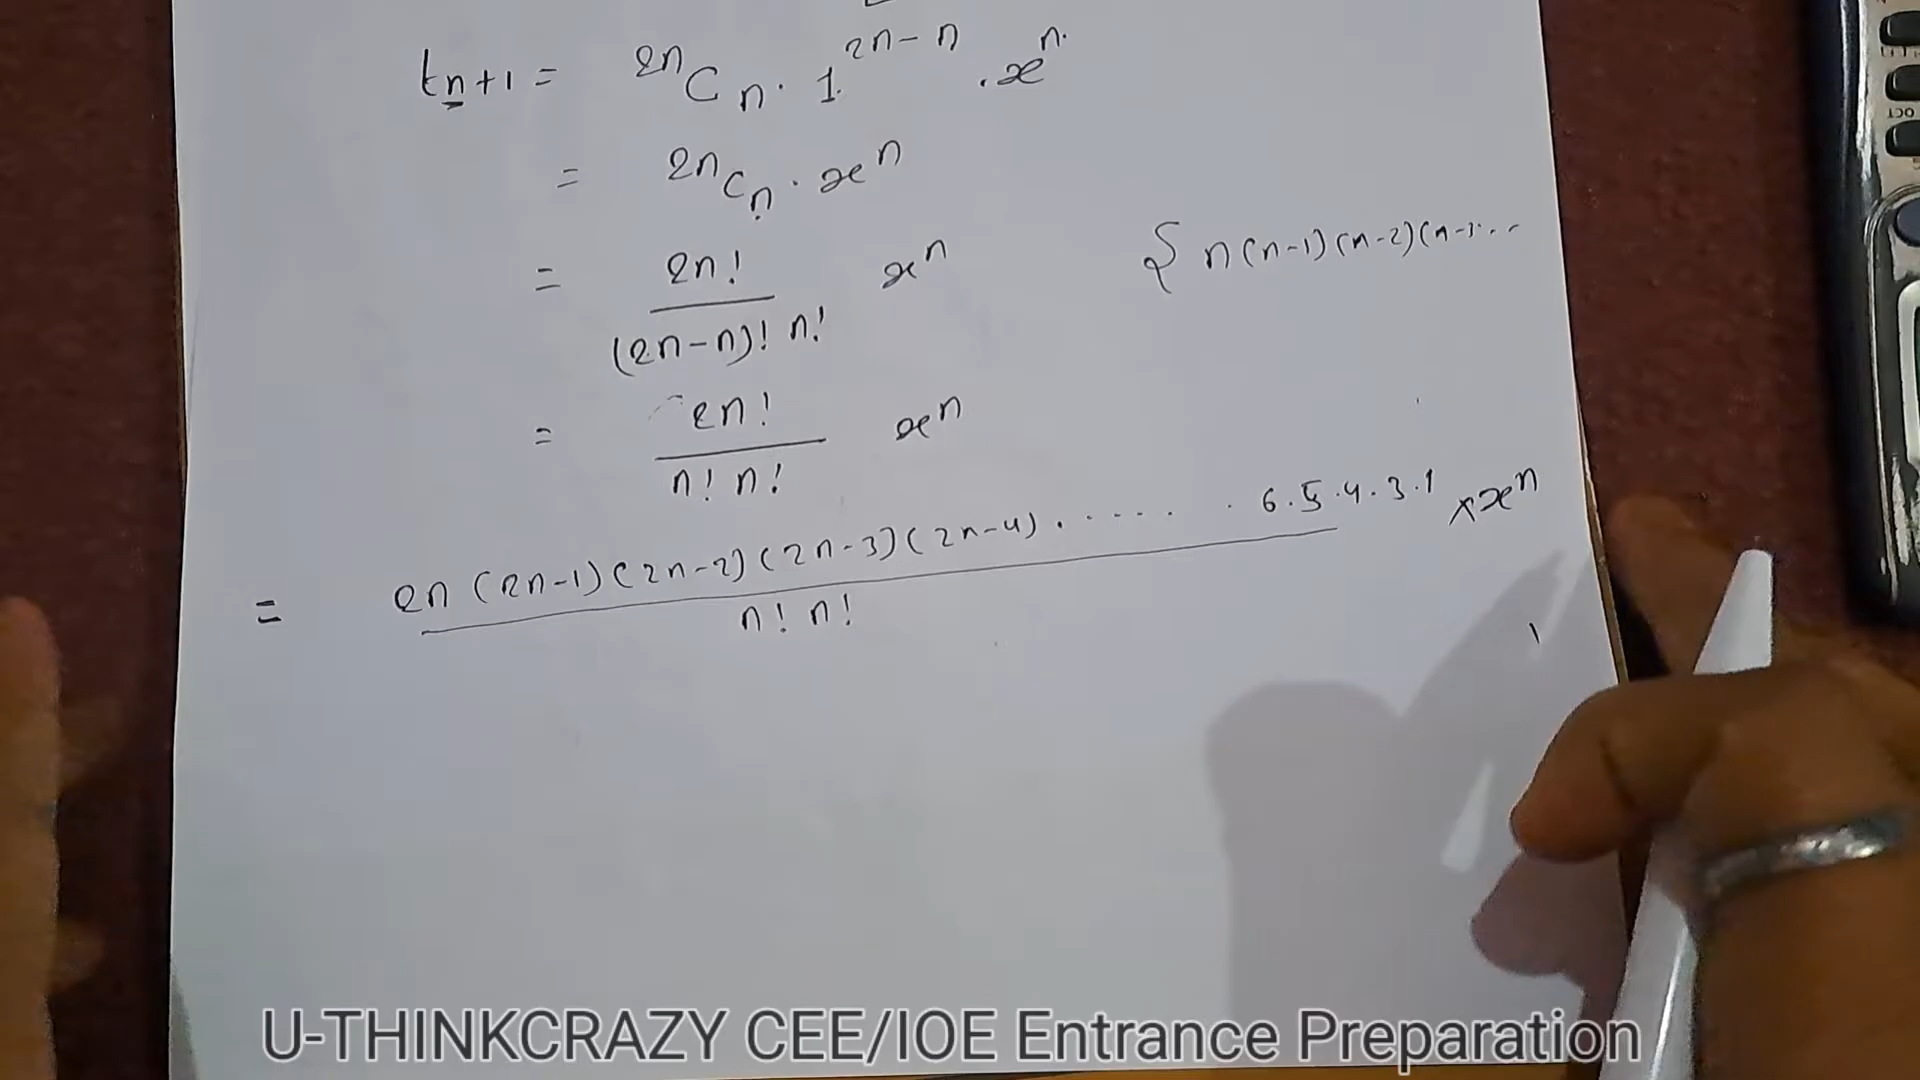 tn+1 = 2nCn · 1^2n-n · x^n
= 2nCn · x^n
= 2n! / (2n-n)! n! x^n
{ n(n-1)(n-2)(n-3...
= 2n! / n! n! x^n
= 2n(2n-1)(2n-2)(2n-3)(2n-4)....... 6.5.4.3.1 / n! n! × x^n
U-THINKCRAZY CEE/IOE Entrance Preparation